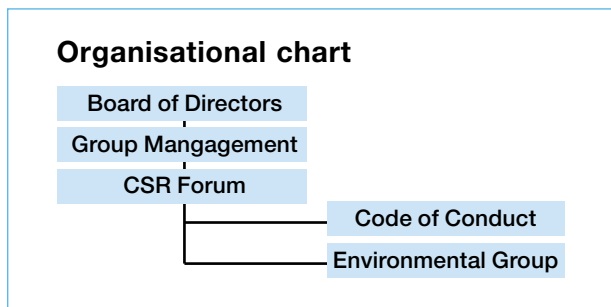 Organisational chart
Board of Directors
Group Mangagement
CSR Forum
Code of Conduct
Environmental Group